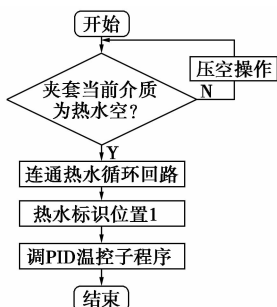 开始
压空操作
夹套当前介质
为热水空?
N
Y
连通热水循环回路
热水标识位置1
调PID温控子程序
结束